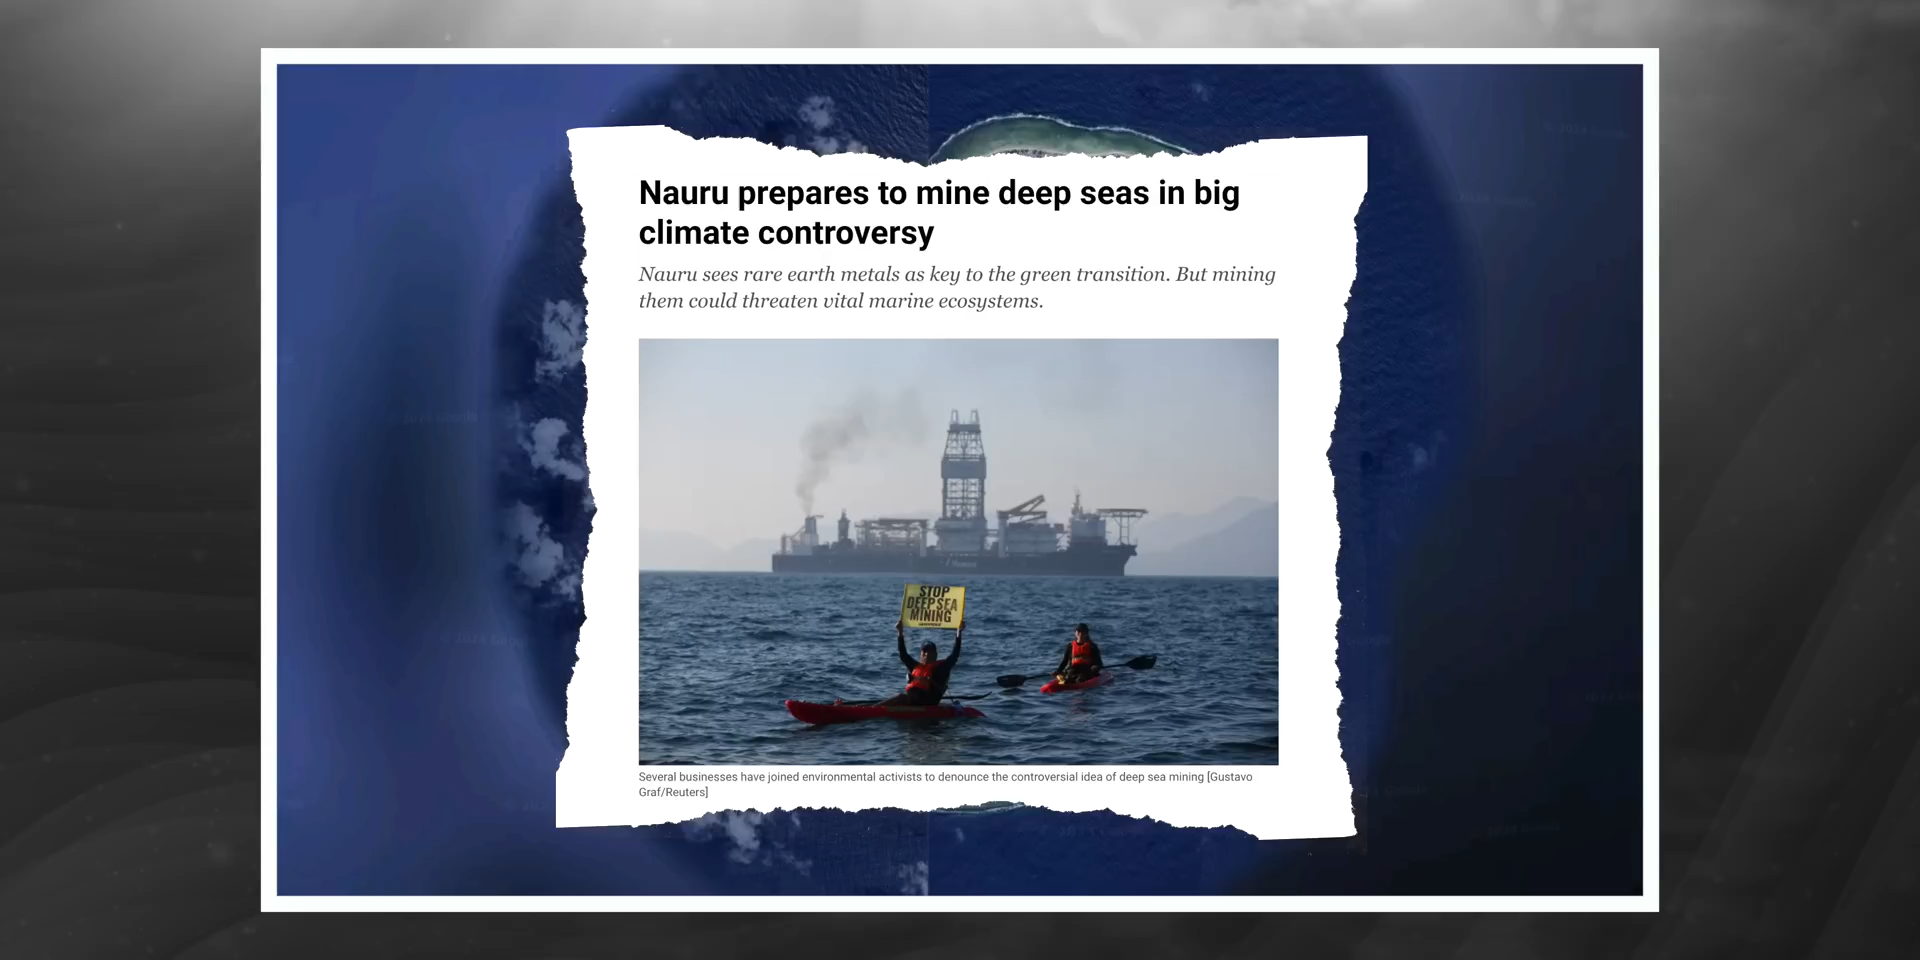 Nauru prepares to mine deep seas in big
climate controversy
Nauru sees rare earth metals as key to the green transition. But mining
them could threaten vital marine ecosystems.
STOP
DEEP SEA
MINING
Several businesses have joined environmental activists to denounce the controversial idea of deep sea mining [Gustavo
Graf/Reuters]